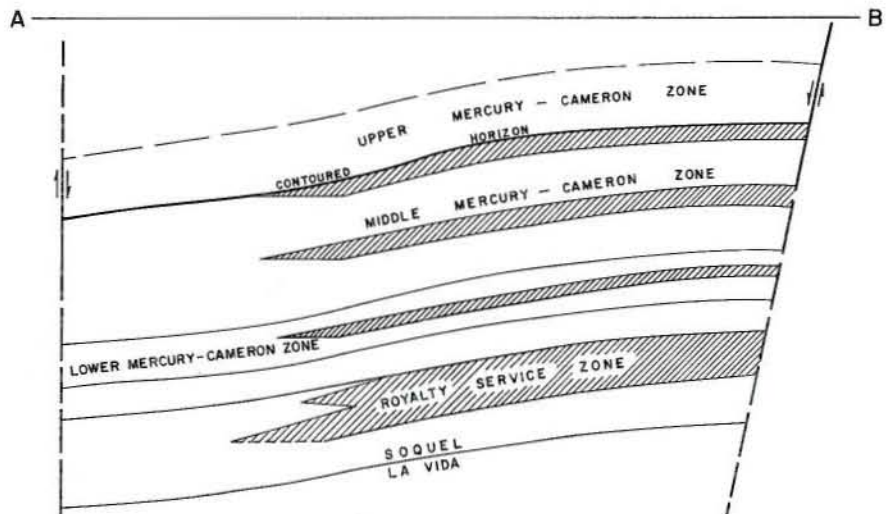 A B
UPPER MERCURY — CAMERON ZONE
CONTOURED HORIZON
MIDDLE MERCURY — CAMERON ZONE
LOWER MERCURY-CAMERON ZONE
ROYALTY SERVICE ZONE
SOQUEL
LA VIDA